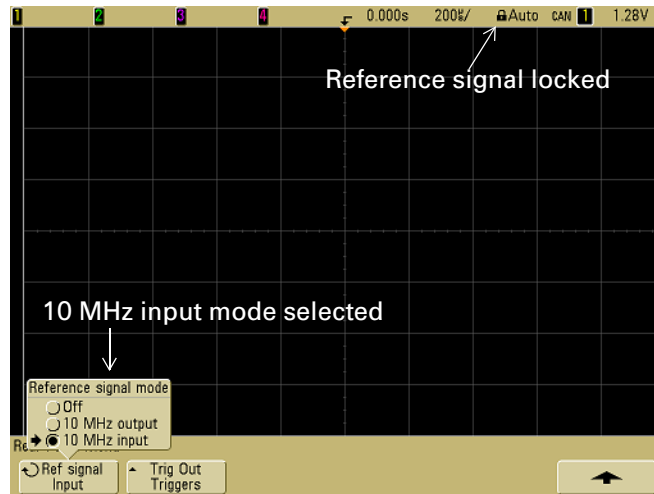 1 2 3 4 0.000s 200%/ Auto CAN 1 1.28V
Reference signal locked
10 MHz input mode selected
Reference signal mode
Off
10 MHz output
10 MHz input
Ref signal
Input
Trig Out
Triggers